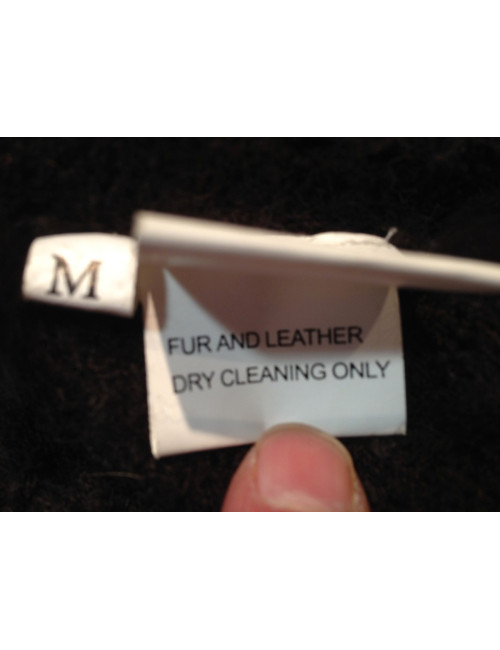 M
FUR AND LEATHER
DRY CLEANING ONLY